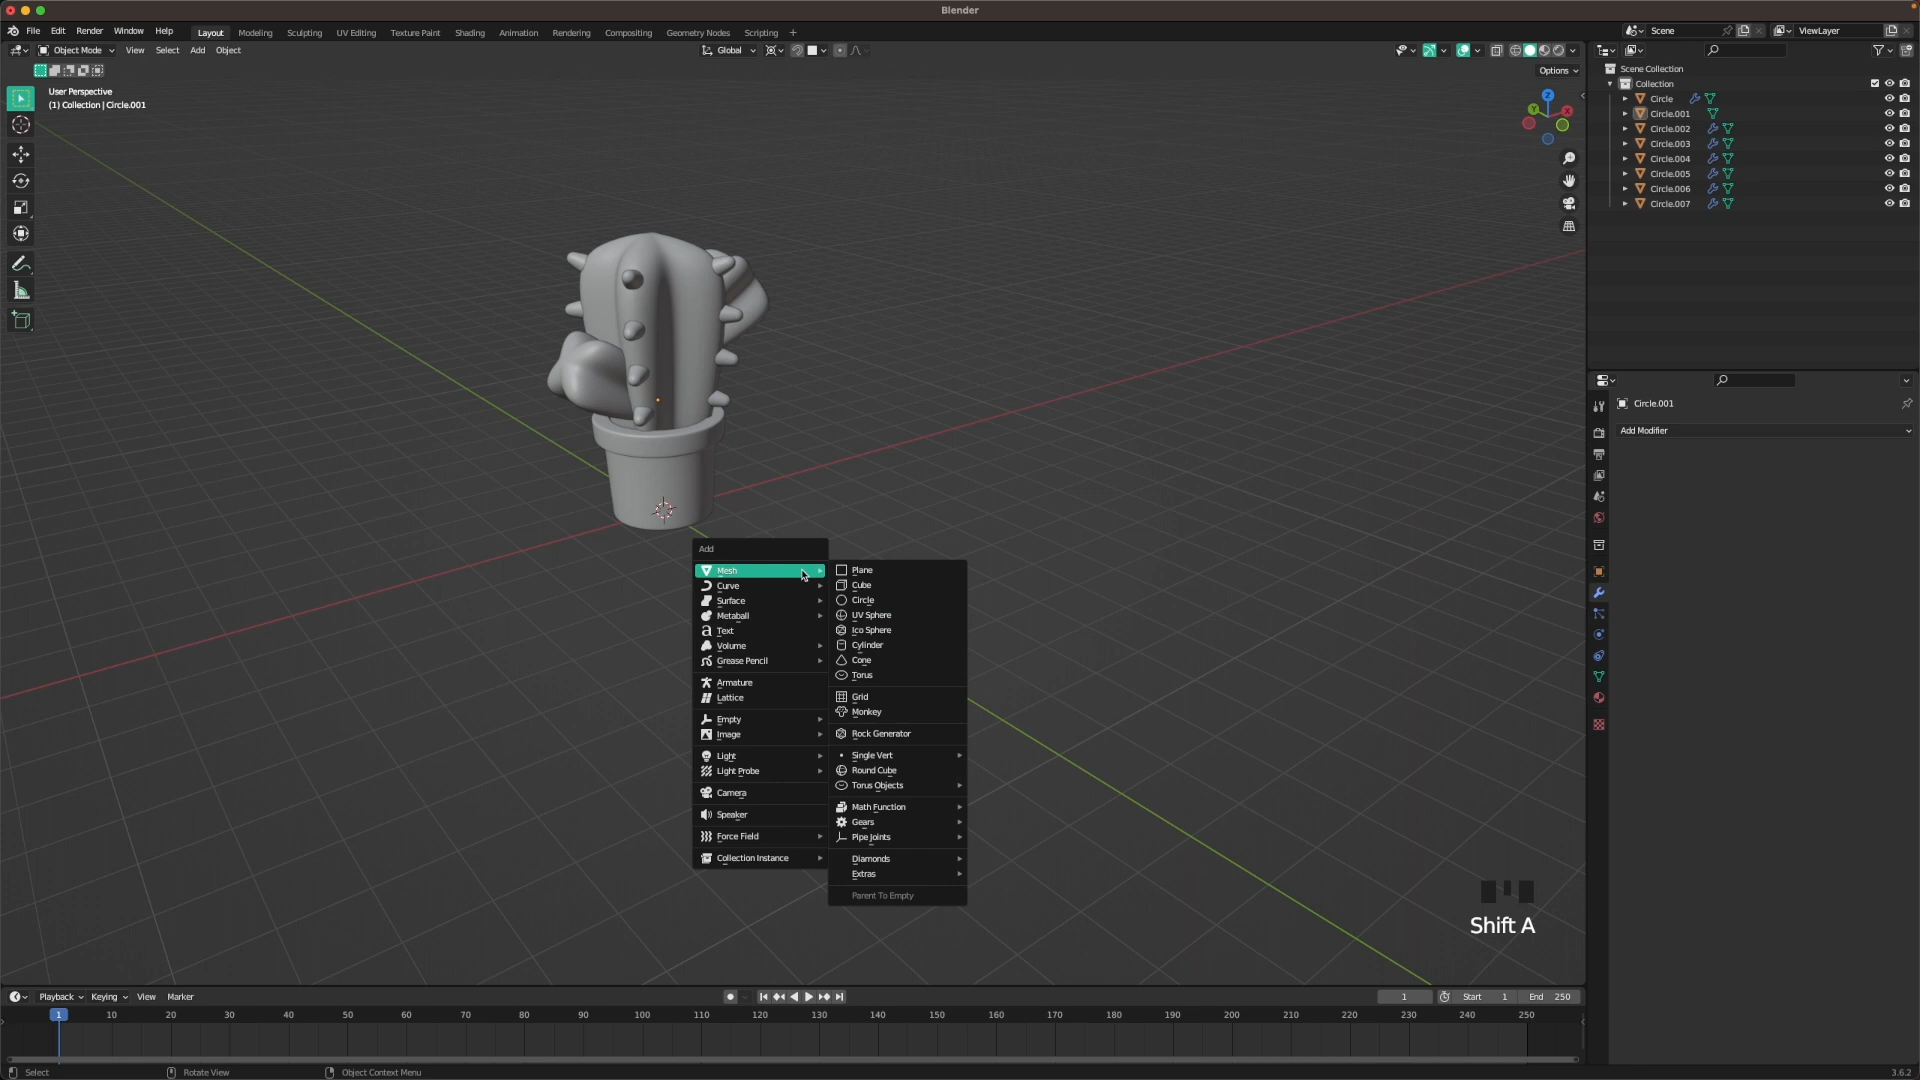 Blender
File Edit Render Window Help Layout Modeling Sculpting UV Editing Texture Paint Shading Animation Rendering Compositing Geometry Nodes Scripting + Scene ViewLayer
Object Mode View Select Add Object Global
Options
User Perspective
(1) Collection | Circle.001
Z
Y
X
Scene Collection
Collection
Circle
Circle.001
Circle.002
Circle.003
Circle.004
Circle.005
Circle.006
Circle.007
Circle.001
Add Modifier
Add
Mesh
Curve
Surface
Metaball
Text
Volume
Grease Pencil
Armature
Lattice
Empty
Image
Light
Light Probe
Camera
Speaker
Force Field
Collection Instance
Plane
Cube
Circle
UV Sphere
Ico Sphere
Cylinder
Cone
Torus
Grid
Monkey
Rock Generator
Single Vert
Round Cube
Torus Objects
Math Function
Gears
Pipe Joints
Diamonds
Extras
Parent To Empty
Shift A
Playback Keying View Marker 1 Start 1 End 250
1 10 20 30 40 50 60 70 80 90 100 110 120 130 140 150 160 170 180 190 200 210 220 230 240 250
Select Rotate View Object Context Menu 3.6.2